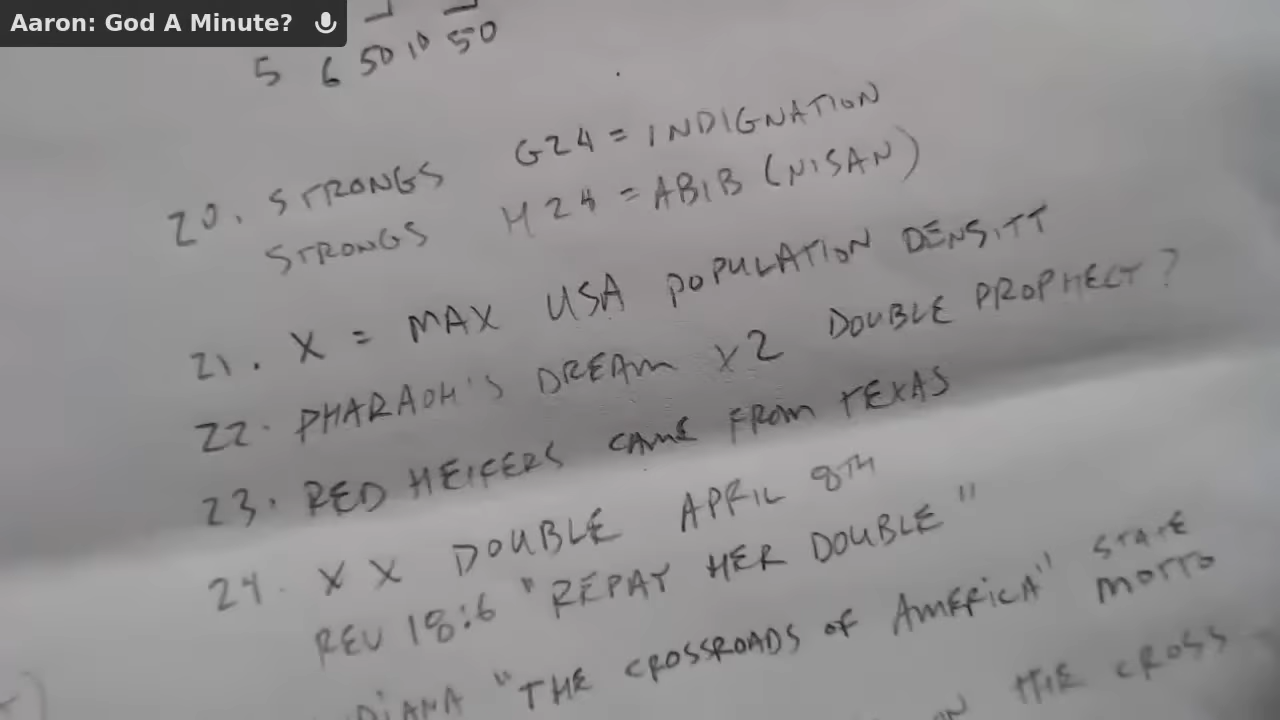 Aaron: God A Minute?
5 6 50 10 50
20. STRONGS G24 = INDIGNATION
STRONGS H24 = ABIB (NISAN)
21. X = MAX USA POPULATION DENSITY
22. PHARAOH'S DREAM X2 DOUBLE PROPHECY?
23. RED HEIFERS CAME FROM TEXAS
24. X X DOUBLE APRIL 8TH
REV 18:6 "REPAY HER DOUBLE"
"THE CROSSROADS OF AMERICA" STATE MOTTO
ON THE CROSS